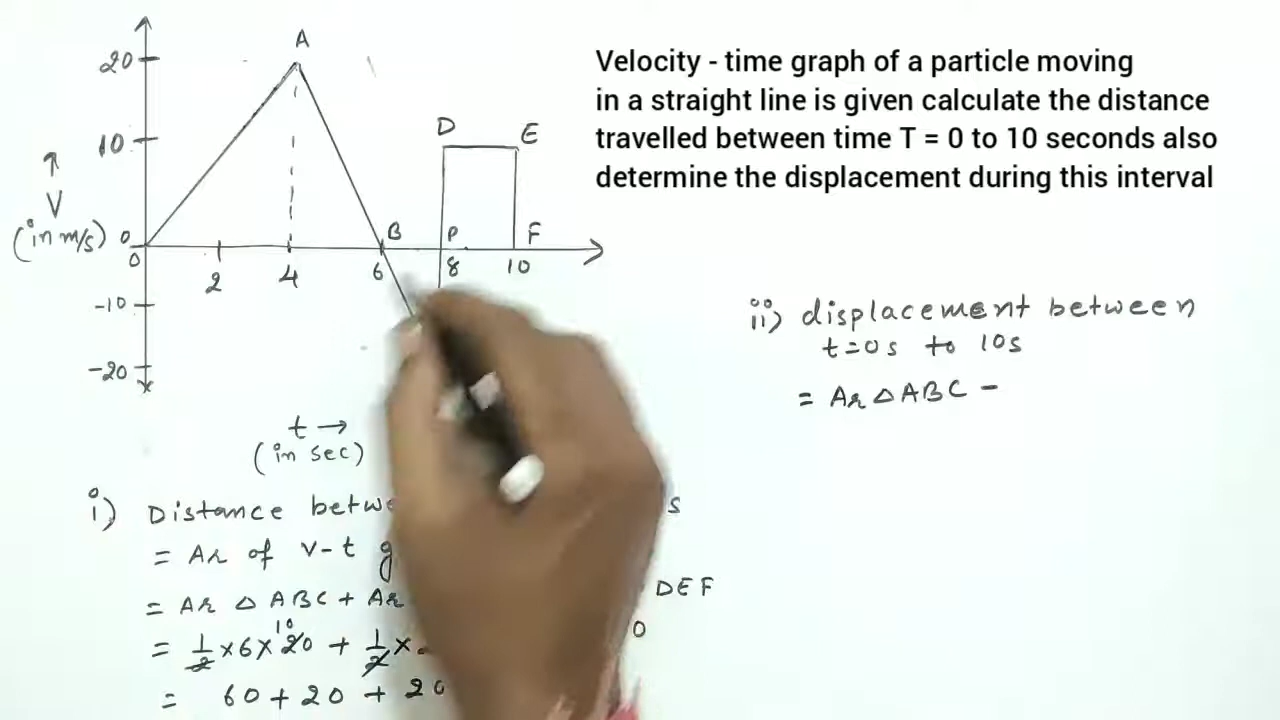 Velocity - time graph of a particle moving
in a straight line is given calculate the distance
travelled between time T = 0 to 10 seconds also
determine the displacement during this interval
A
20
D
E
10
↑
V
(in m/s)
0
B
P
F
0
2
4
6
8
10
-10
-20
t →
(in sec)
ii) displacement between
t=0s to 10s
= Ar △ ABC -
i) Distance s
= Ar of v-t
= Ar △ ABC + Ar DEF
= 1/2 ×6× 20 10 + 1/2 × 0
= 60 + 20 + 20